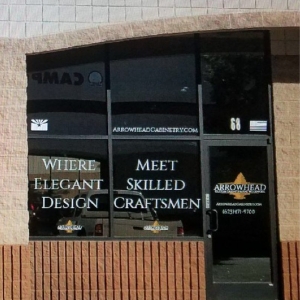 CAMP
ARROWHEADCABINETRY.COM
68
WHERE
ELEGANT
DESIGN
MEET
SKILLED
CRAFTSMEN
ARROWHEAD